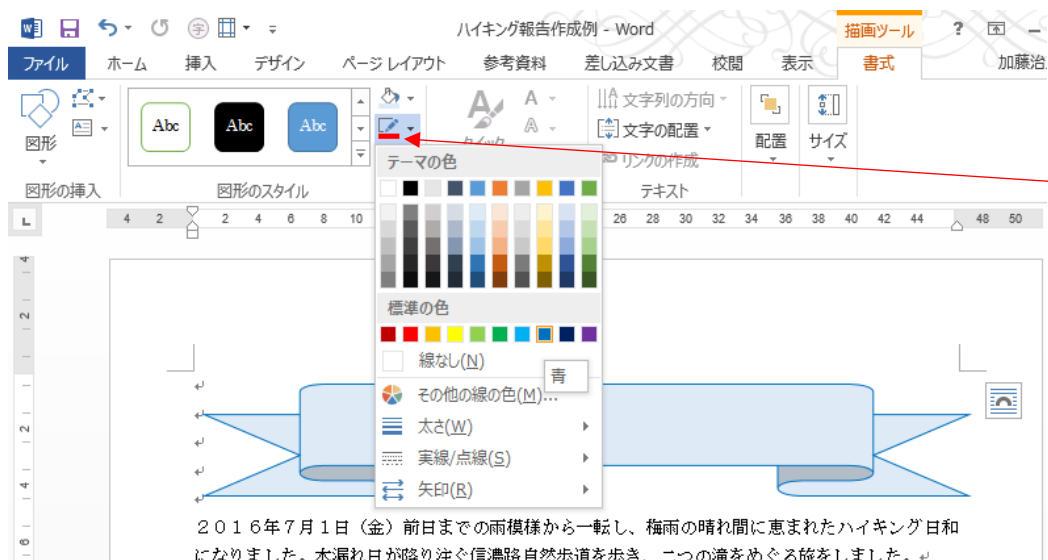 ハイキング報告作成例 - Word
描画ツール
?
ファイル
ホーム
挿入
デザイン
ページ レイアウト
参考資料
差し込み文書
校閲
表示
書式
加藤治
図形
Abc
Abc
Abc
文字列の方向
文字の配置
リンクの作成
配置
サイズ
図形の挿入
図形のスタイル
テキスト
テーマの色
標準の色
線なし(N)
青
その他の線の色(M)...
太さ(W)
実線/点線(S)
矢印(R)
4 2 2 4 6 8 10 26 28 30 32 34 36 38 40 42 44 48 50
4
2
2
4
6
2016年7月1日(金)前日までの雨模様から一転し、梅雨の晴れ間に恵まれたハイキング日和
になりました。木漏れ日が降り注ぐ信濃路自然歩道を歩き、二つの滝をめぐる旅をしました。